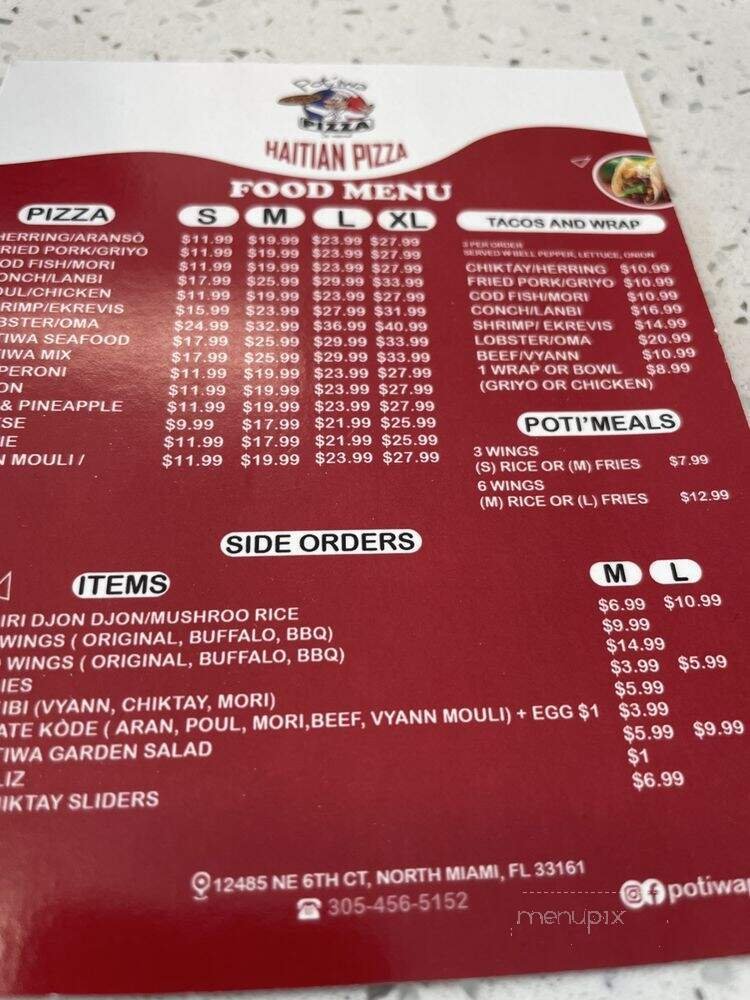 PIZZA
HAITIAN PIZZA
FOOD MENU
PIZZA S M L XL
HERRING/ARANSÒ $11.99 $19.99 $23.99 $27.99
RIED PORK/GRIYO $11.99 $19.99 $23.99 $27.99
OD FISH/MORI $11.99 $19.99 $23.99 $27.99
ONCH/LANBI $17.99 $25.99 $29.99 $33.99
OUL/CHICKEN $11.99 $19.99 $23.99 $27.99
RIMP/EKREVIS $15.99 $23.99 $27.99 $31.99
BSTER/OMA $24.99 $32.99 $36.99 $40.99
TIWA SEAFOOD $17.99 $25.99 $29.99 $33.99
TIWA MIX $17.99 $25.99 $29.99 $33.99
PERONI $11.99 $19.99 $23.99 $27.99
ON $11.99 $19.99 $23.99 $27.99
& PINEAPPLE $11.99 $19.99 $23.99 $27.99
SE $9.99 $17.99 $21.99 $25.99
IE $11.99 $17.99 $21.99 $25.99
N MOULI / $11.99 $19.99 $23.99 $27.99
TACOS AND WRAP
3 PER ORDER
SERVED W BELL PEPPER, LETTUCE, ONION
CHIKTAY/HERRING $10.99
FRIED PORK/GRIYO $10.99
COD FISH/MORI $10.99
CONCH/LANBI $16.99
SHRIMP/ EKREVIS $14.99
LOBSTER/OMA $20.99
BEEF/VYANN $10.99
1 WRAP OR BOWL $8.99
(GRIYO OR CHICKEN)
POTI'MEALS
3 WINGS
(S) RICE OR (M) FRIES $7.99
6 WINGS
(M) RICE OR (L) FRIES $12.99
SIDE ORDERS
ITEMS M L
IRI DJON DJON/MUSHROO RICE $6.99 $10.99
WINGS ( ORIGINAL, BUFFALO, BBQ) $9.99
WINGS ( ORIGINAL, BUFFALO, BBQ) $14.99
IES $3.99 $5.99
IBI (VYANN, CHIKTAY, MORI) $5.99
ATE KÒDE ( ARAN, POUL, MORI,BEEF, VYANN MOULI) + EGG $1 $3.99
TIWA GARDEN SALAD $5.99 $9.99
LIZ $1
IKTAY SLIDERS $6.99
12485 NE 6TH CT, NORTH MIAMI, FL 33161
305-456-5152
potiwa
menupix